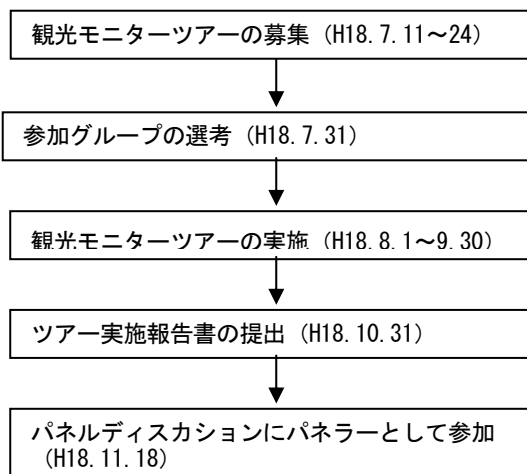 観光モニターツアーの募集（H18.7.11～24）
参加グループの選考（H18.7.31）
観光モニターツアーの実施（H18.8.1～9.30）
ツアー実施報告書の提出（H18.10.31）
パネルディスカションにパネラーとして参加
（H18.11.18）